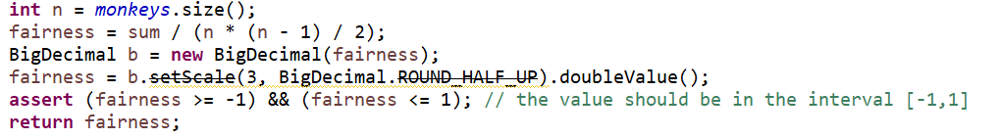 int n = monkeys.size();
fairness = sum / (n * (n - 1) / 2);
BigDecimal b = new BigDecimal(fairness);
fairness = b.setScale(3, BigDecimal.ROUND_HALF_UP).doubleValue();
assert (fairness >= -1) && (fairness <= 1); // the value should be in the interval [-1,1]
return fairness;